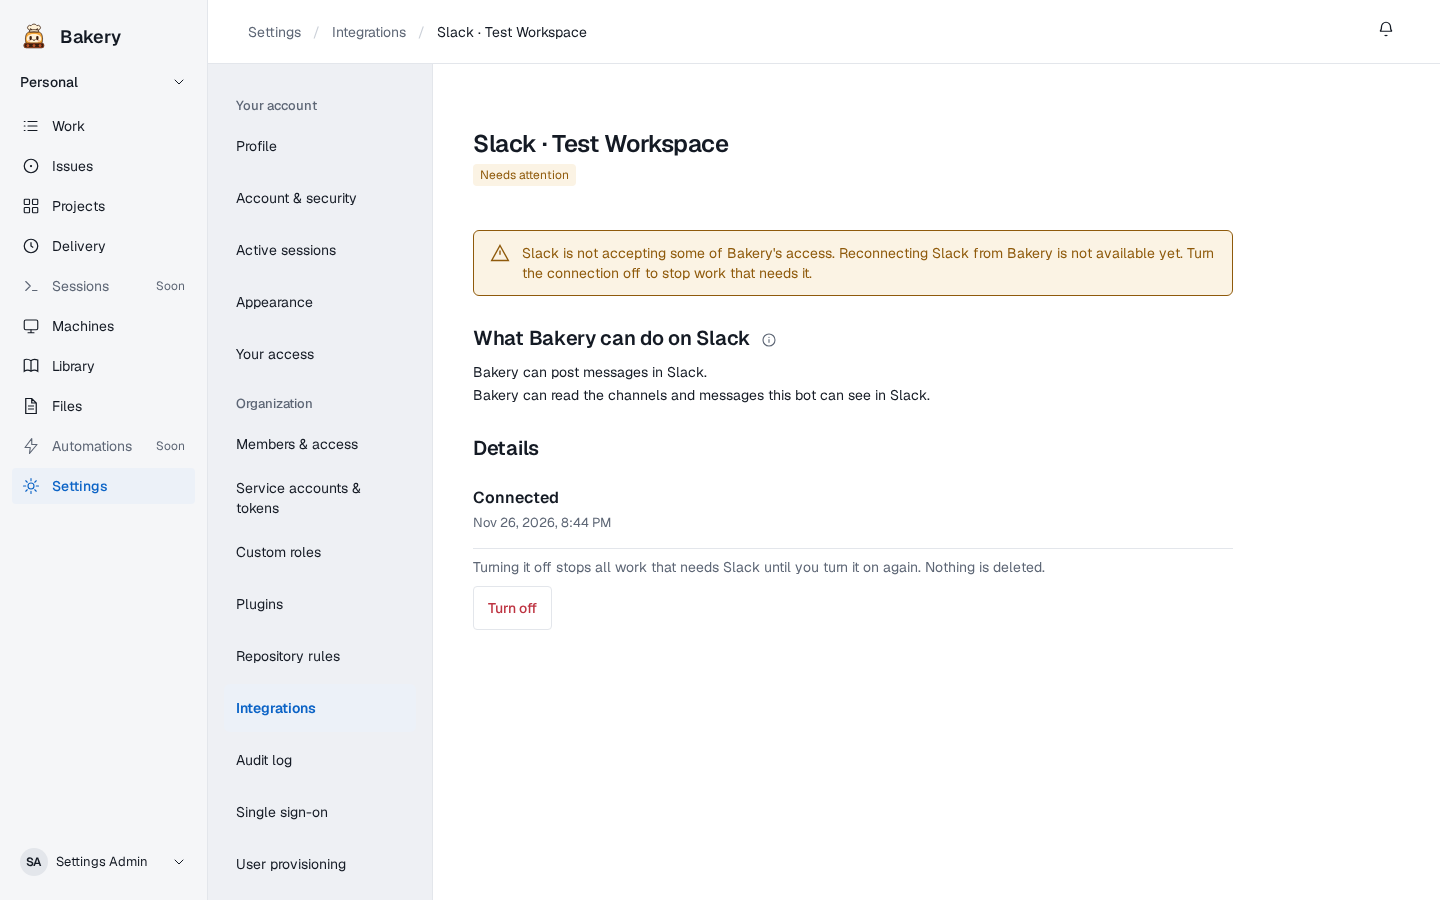 Bakery
Personal
Work
Issues
Projects
Delivery
Sessions Soon
Machines
Library
Files
Automations Soon
Settings
SA Settings Admin
Settings / Integrations / Slack · Test Workspace
Your account
Profile
Account & security
Active sessions
Appearance
Your access
Organization
Members & access
Service accounts &
tokens
Custom roles
Plugins
Repository rules
Integrations
Audit log
Single sign-on
User provisioning
Slack · Test Workspace
Needs attention
Slack is not accepting some of Bakery's access. Reconnecting Slack from Bakery is not available yet. Turn
the connection off to stop work that needs it.
What Bakery can do on Slack
Bakery can post messages in Slack.
Bakery can read the channels and messages this bot can see in Slack.
Details
Connected
Nov 26, 2026, 8:44 PM
Turning it off stops all work that needs Slack until you turn it on again. Nothing is deleted.
Turn off